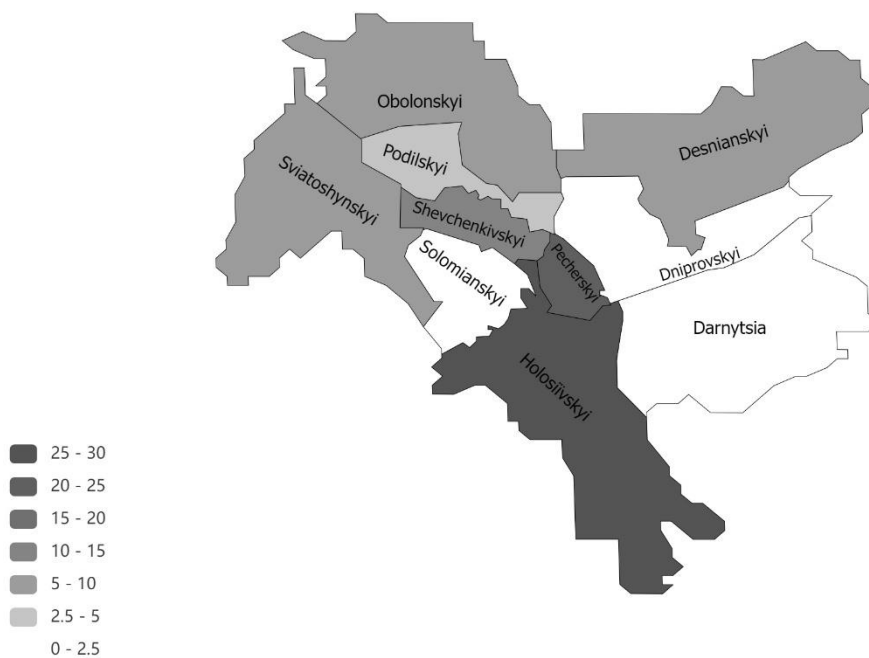 Obolonskyi
Desnianskyi
Podilskyi
Sviatoshynskyi
Shevchenkivskyi
Solomianskyi
Pecherskyi
Dniprovskyi
Darnytsia
Holosiivskyi
25 - 30
20 - 25
15 - 20
10 - 15
5 - 10
2.5 - 5
0 - 2.5